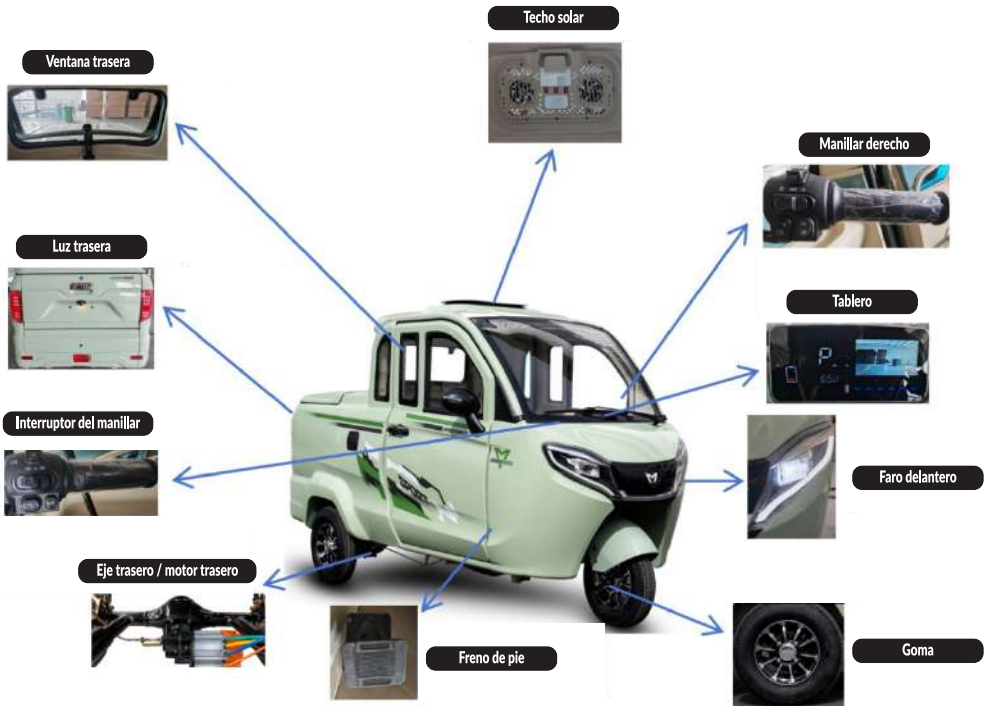 Techo solar
Ventana trasera
Manillar derecho
Luz trasera
Tablero
Interruptor del manillar
Faro delantero
Eje trasero / motor trasero
Freno de pie
Goma
P